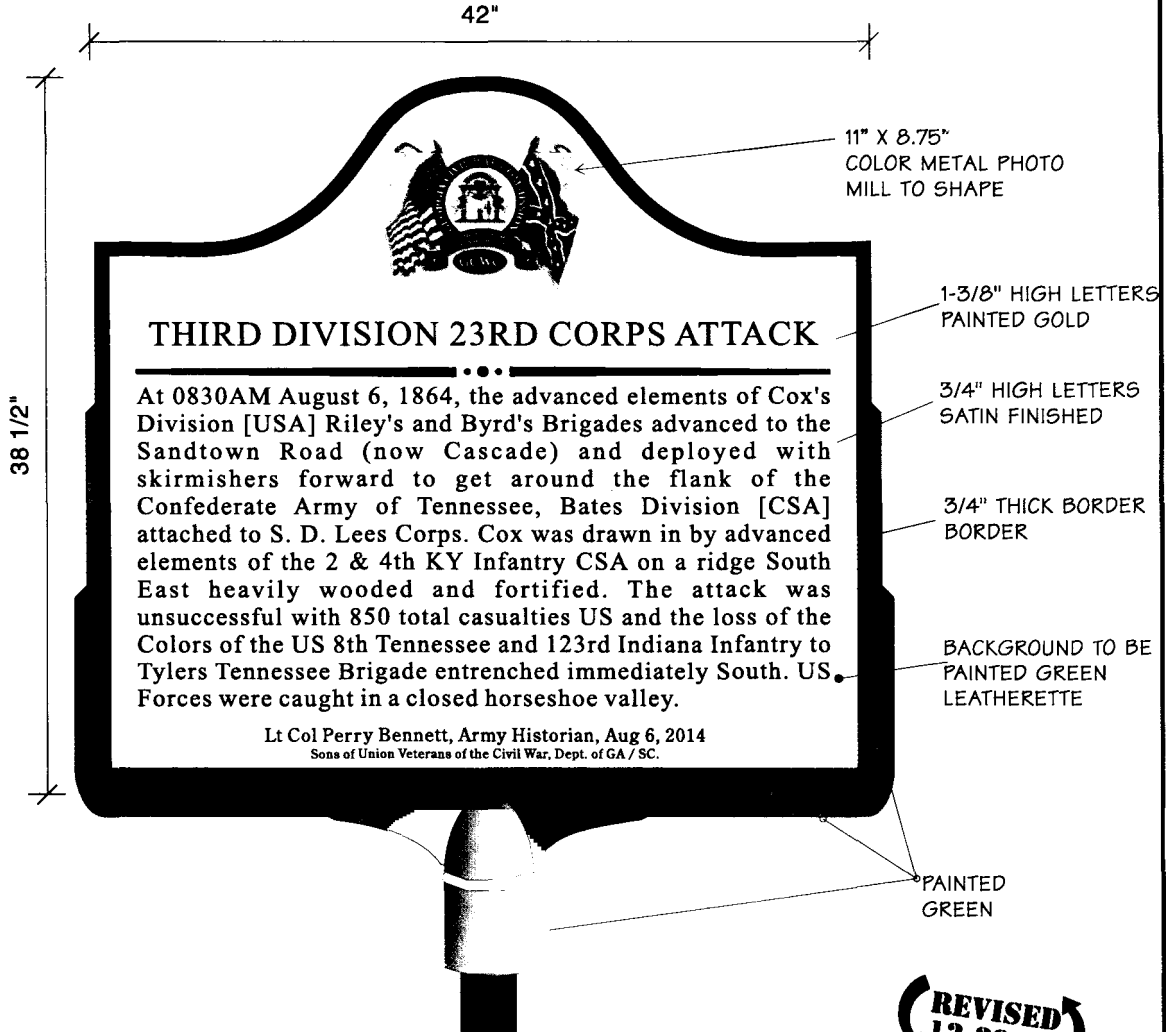 42"
38 1/2"
11" X 8.75"
COLOR METAL PHOTO
MILL TO SHAPE
1-3/8" HIGH LETTERS
PAINTED GOLD
THIRD DIVISION 23RD CORPS ATTACK
3/4" HIGH LETTERS
SATIN FINISHED
At 0830AM August 6, 1864, the advanced elements of Cox's
Division [USA] Riley's and Byrd's Brigades advanced to the
Sandtown Road (now Cascade) and deployed with
skirmishers forward to get around the flank of the
Confederate Army of Tennessee, Bates Division [CSA]
attached to S. D. Lees Corps. Cox was drawn in by advanced
elements of the 2 & 4th KY Infantry CSA on a ridge South
East heavily wooded and fortified. The attack was
unsuccessful with 850 total casualties US and the loss of the
Colors of the US 8th Tennessee and 123rd Indiana Infantry to
Tylers Tennessee Brigade entrenched immediately South. US
Forces were caught in a closed horseshoe valley.
Lt Col Perry Bennett, Army Historian, Aug 6, 2014
Sons of Union Veterans of the Civil War, Dept. of GA / SC.
3/4" THICK BORDER
BORDER
BACKGROUND TO BE
PAINTED GREEN
LEATHERETTE
PAINTED
GREEN
REVISED